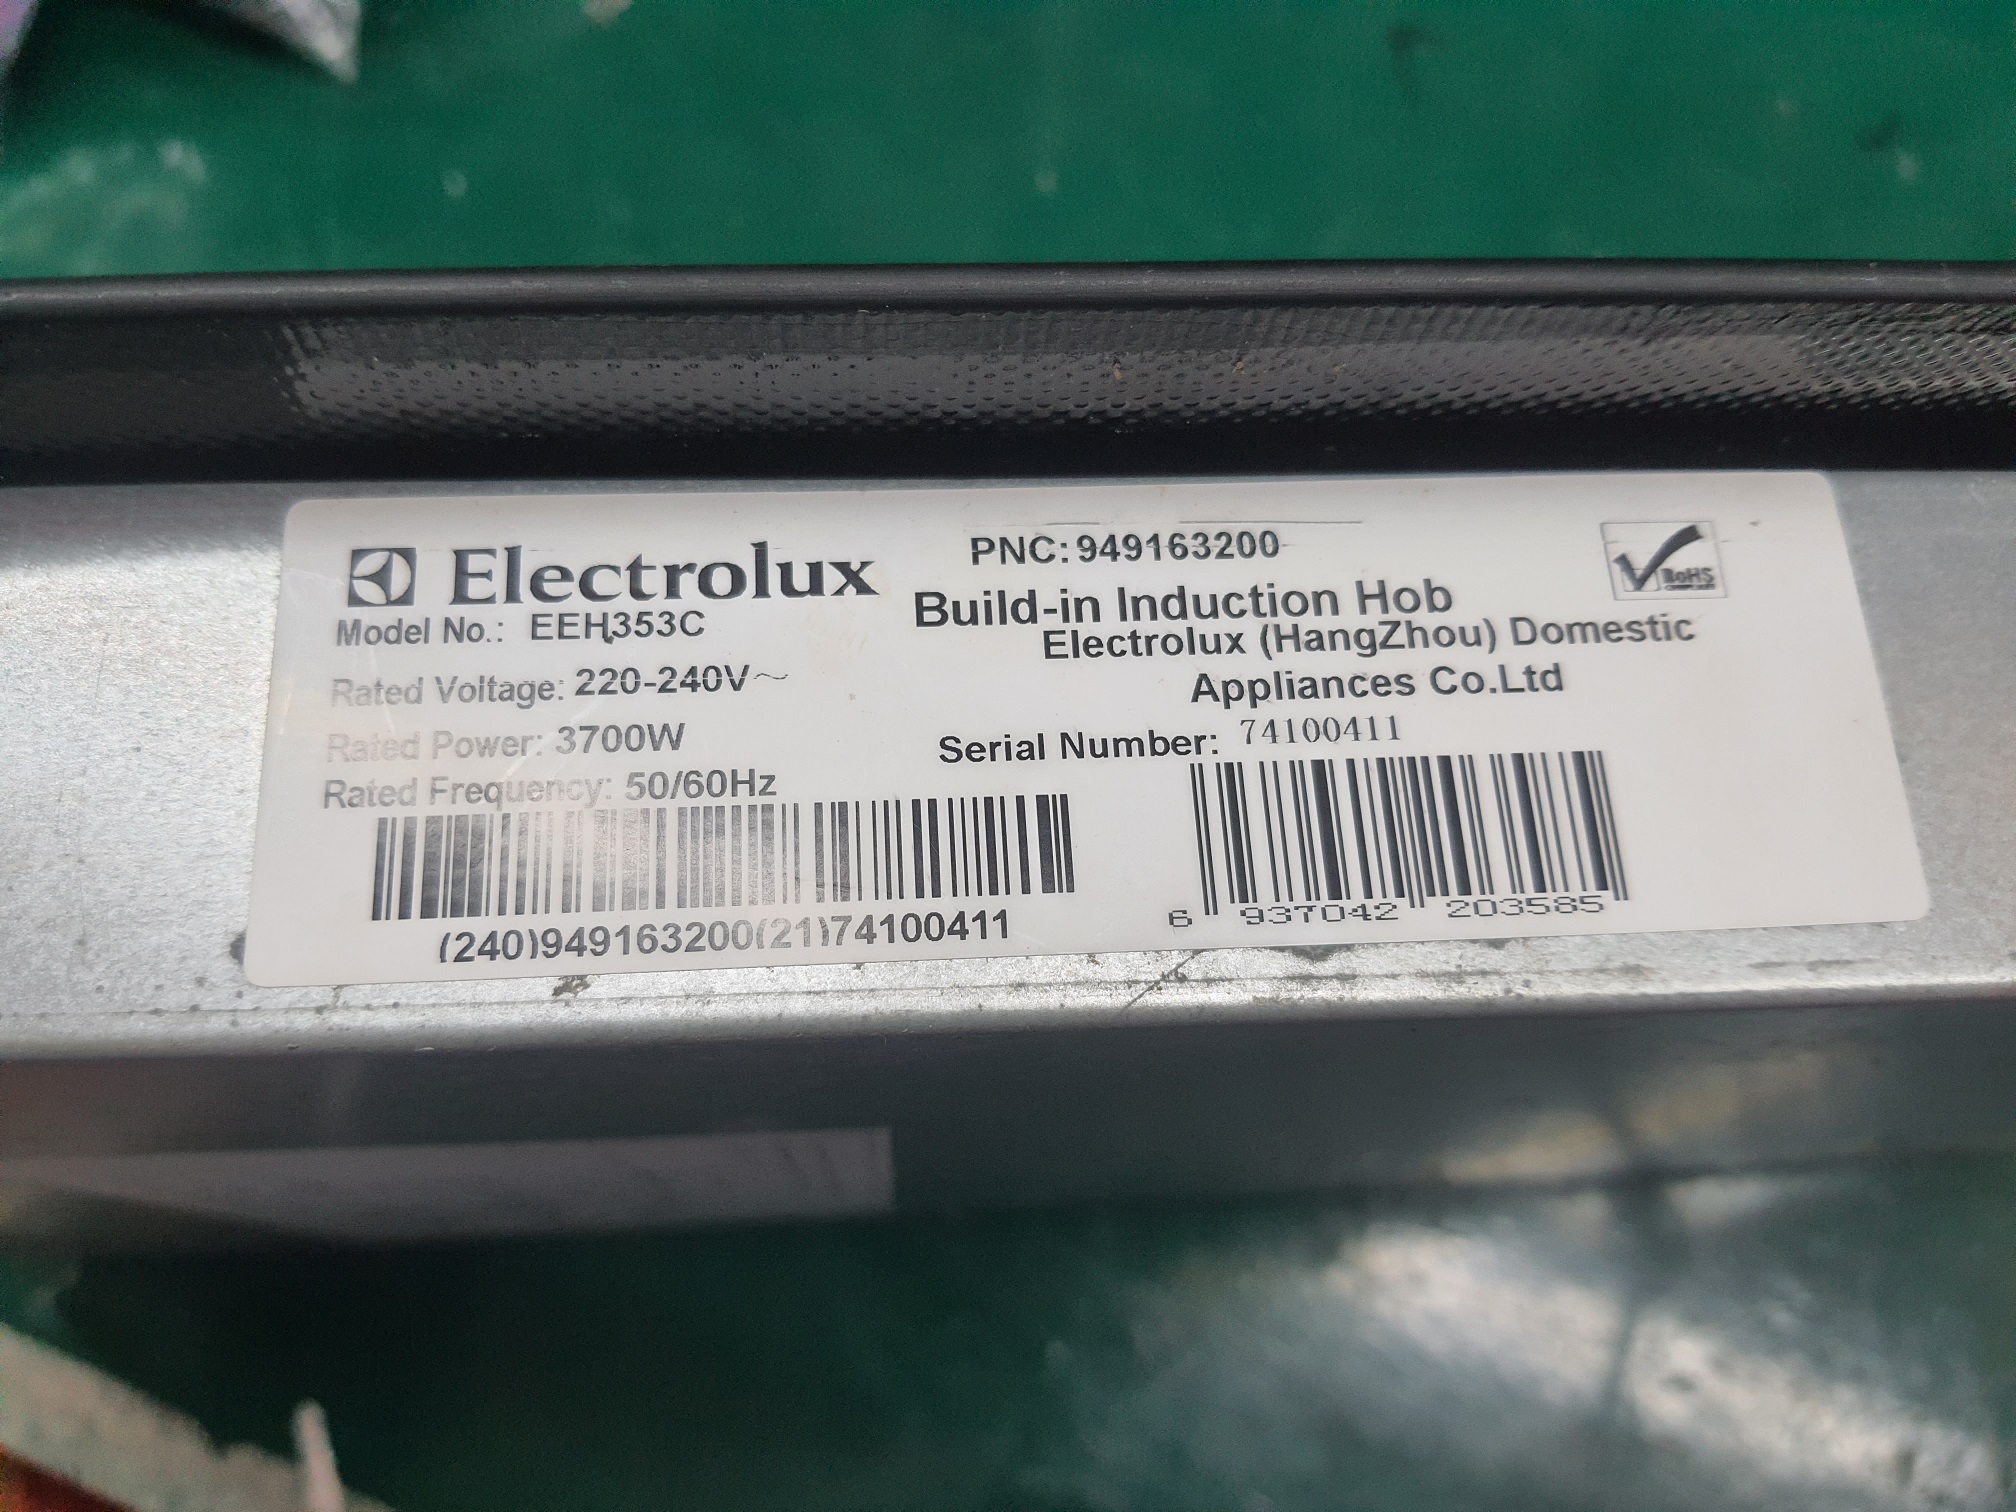 Electrolux
Model No.: EEH353C
Rated Voltage: 220-240V~
Rated Power: 3700W
Rated Frequency: 50/60Hz
(240)949163200(21)74100411
PNC:949163200
Build-in Induction Hob
Electrolux (HangZhou) Domestic
Appliances Co.Ltd
Serial Number: 74100411
6 937042 203585
RoHS